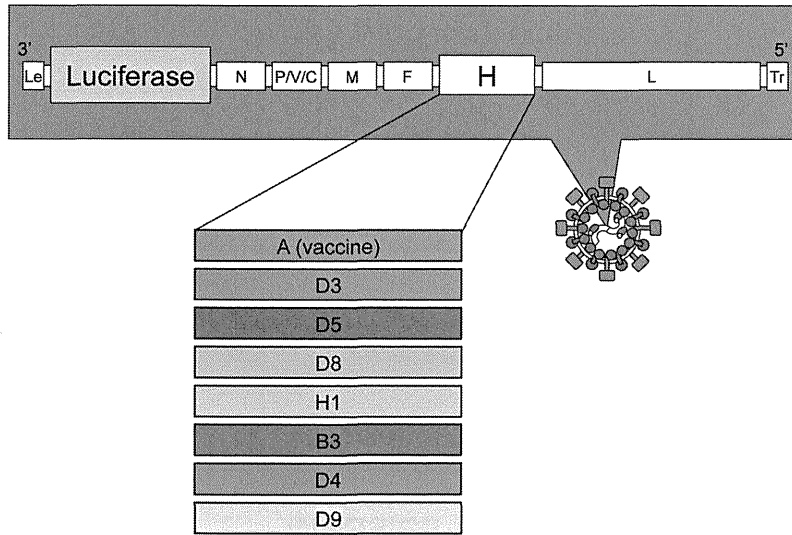 3' 5'
Le Luciferase N P/V/C M F H L Tr
A (vaccine)
D3
D5
D8
H1
B3
D4
D9